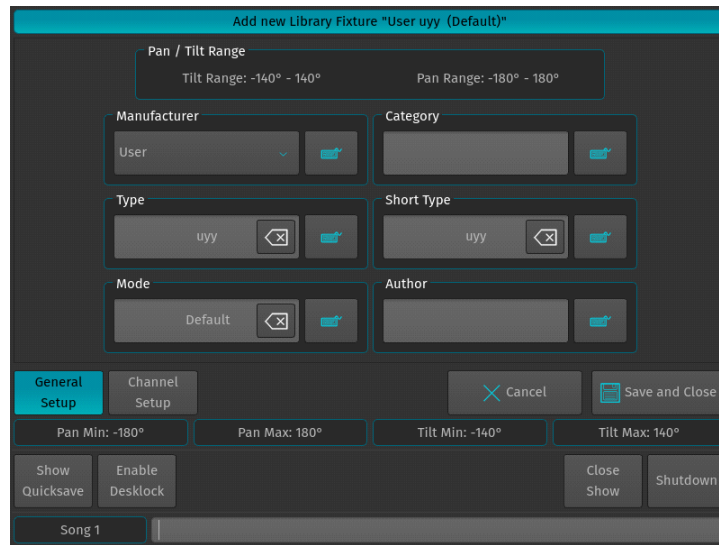 Add new Library Fixture "User uyy (Default)"
Pan / Tilt Range
Tilt Range: -140° - 140° Pan Range: -180° - 180°
Manufacturer Category
User
Type Short Type
uyy uyy
Mode Author
Default
General Setup Channel Setup Cancel Save and Close
Pan Min: -180° Pan Max: 180° Tilt Min: -140° Tilt Max: 140°
Show Quicksave Enable Desklock Close Show Shutdown
Song 1